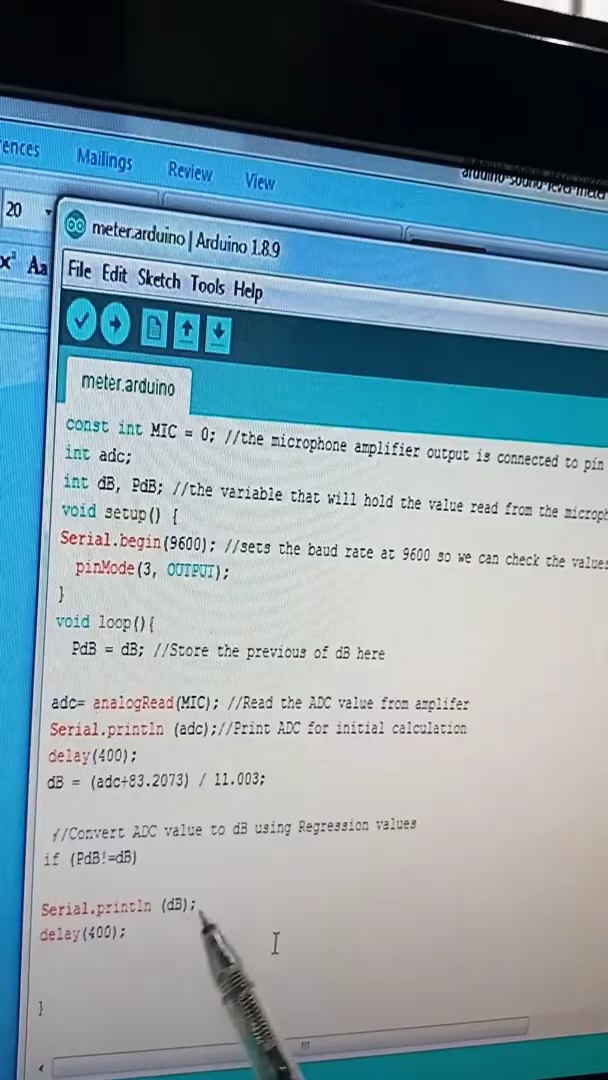 Mailings
Review
View
20
Aa
meter.arduino | Arduino 1.8.9
File Edit Sketch Tools Help
meter.arduino
const int MIC = 0; //the microphone amplifier output is connected to pin
int adc;
int dB, PdB; //the variable that will hold the value read from the
void setup() {
Serial.begin(9600); //sets the baud rate at 9600 so we can check the values
pinMode(3, OUTPUT);
}
void loop(){
PdB = dB; //Store the previous of dB here
adc= analogRead(MIC); //Read the ADC value from amplifer
Serial.println (adc);//Print ADC for initial calculation
delay(400);
dB = (adc+83.2073) / 11.003;
//Convert ADC value to dB using Regression values
if (PdB!=dB)
Serial.println (dB);
delay(400);
}